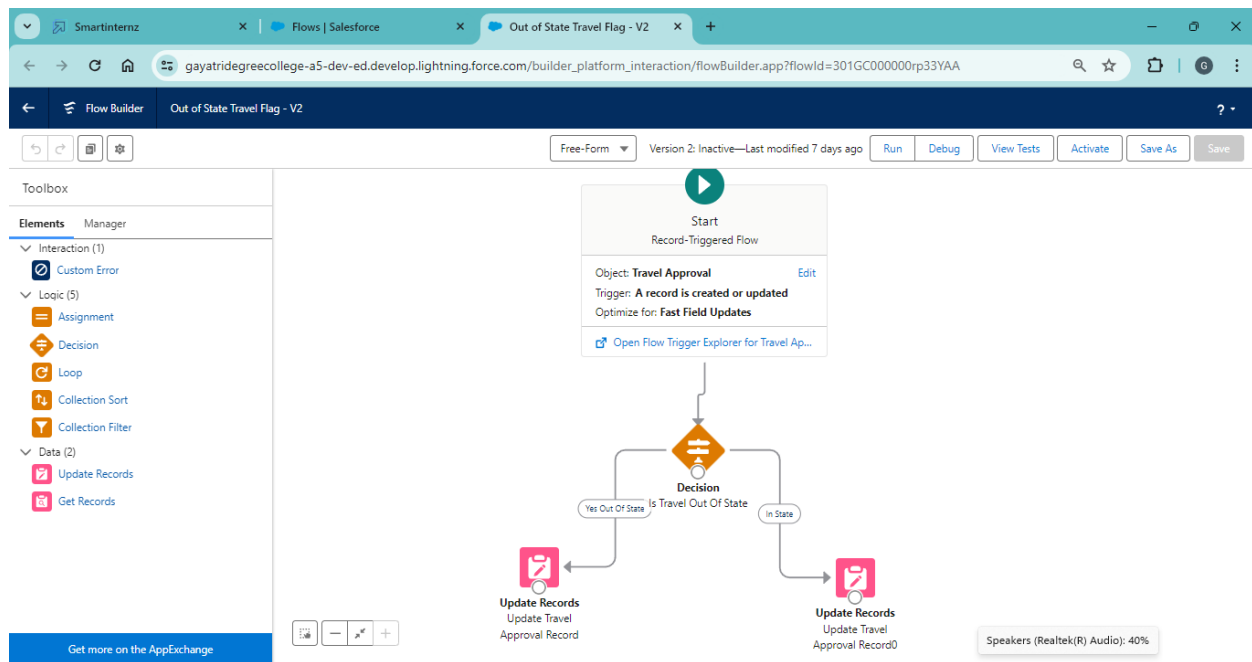 Smartinternz
Flows | Salesforce
Out of State Travel Flag - V2
gayatridegreecollege-a5-dev-ed.develop.lightning.force.com/builder_platform_interaction/flowBuilder.app?flowId=301GC000000rp33YAA
G
Flow Builder
Out of State Travel Flag - V2
?
Free-Form
Version 2: Inactive—Last modified 7 days ago
Run
Debug
View Tests
Activate
Save As
Save
Toolbox
Elements
Manager
Interaction (1)
Custom Error
Logic (5)
Assignment
Decision
Loop
Collection Sort
Collection Filter
Data (2)
Update Records
Get Records
Get more on the AppExchange
Start
Record-Triggered Flow
Object: Travel Approval
Edit
Trigger: A record is created or updated
Optimize for: Fast Field Updates
Open Flow Trigger Explorer for Travel Ap...
Decision
Is Travel Out Of State
Yes Out Of State
In State
Update Records
Update Travel
Approval Record
Update Records
Update Travel
Approval Record0
Speakers (Realtek(R) Audio): 40%